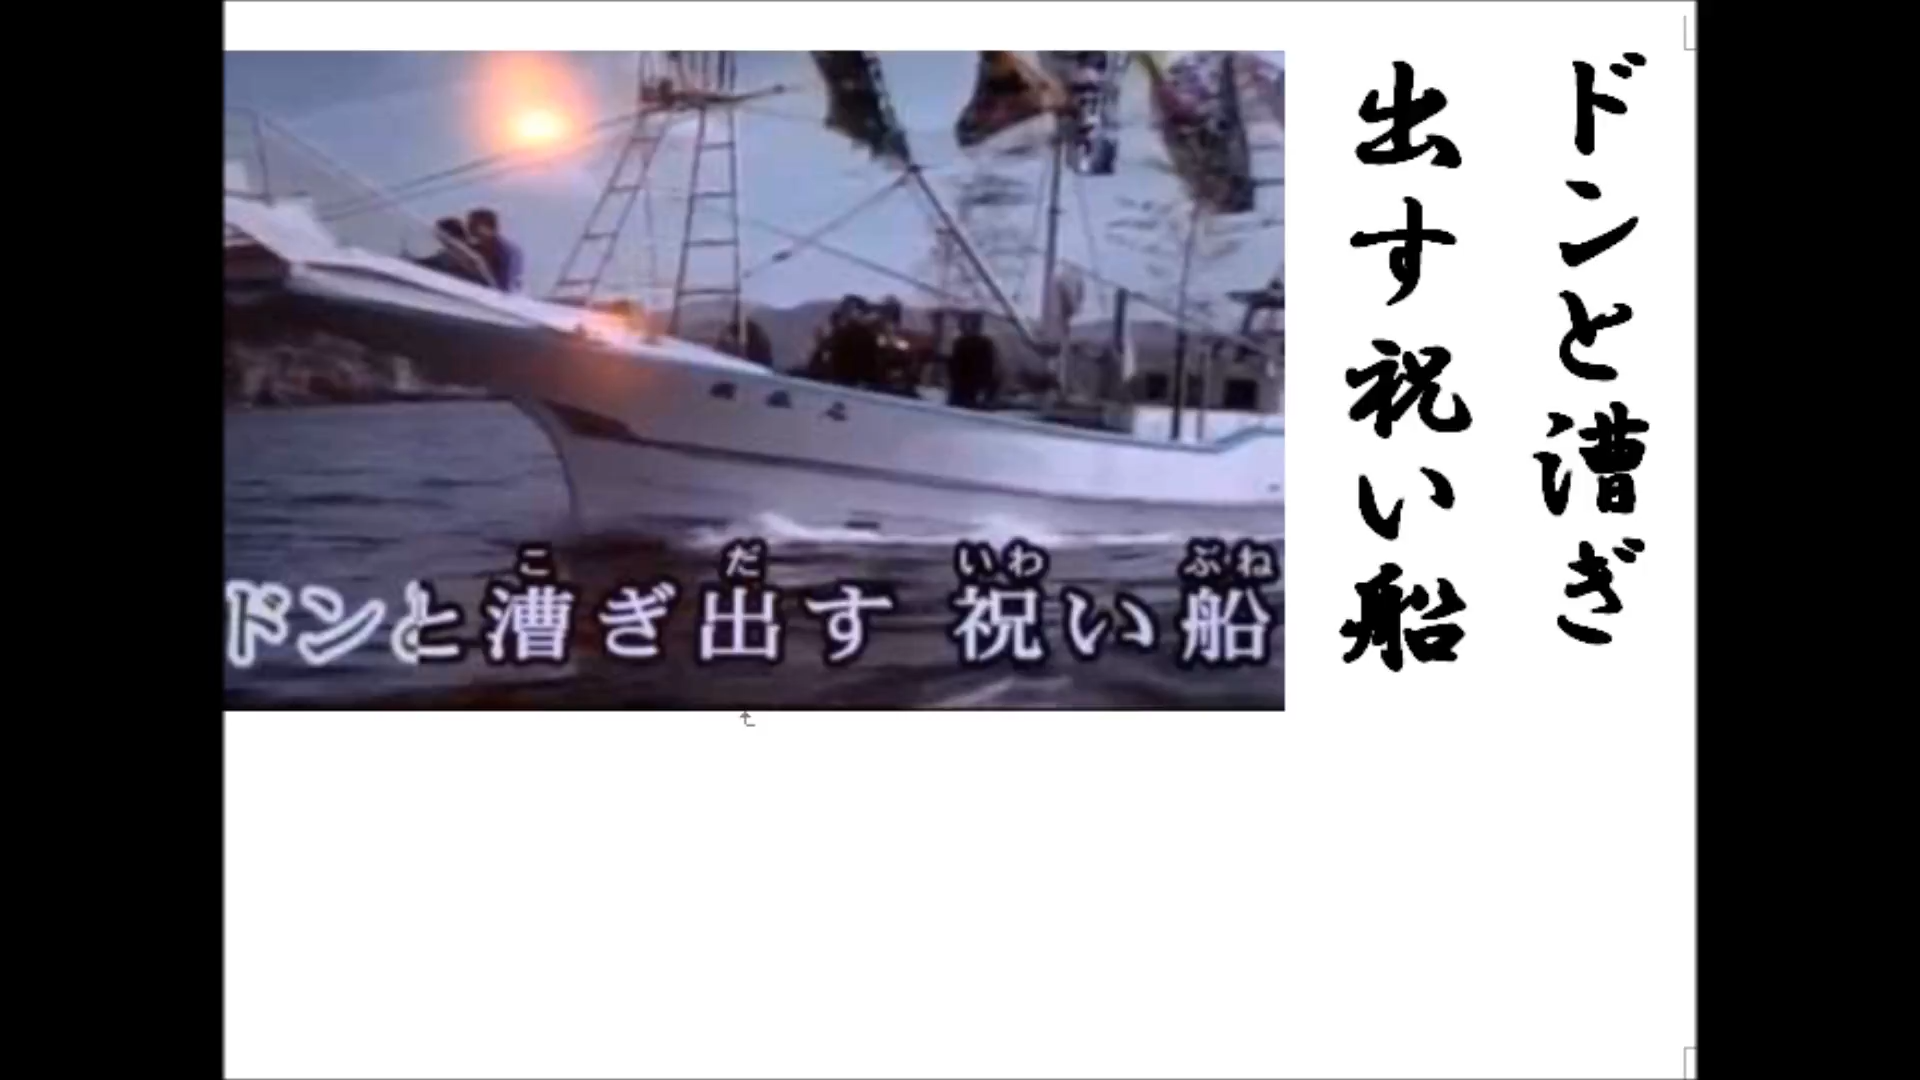 ドンと漕ぎ
出す祝い船
こ だ いわ ぶね
ドンと漕ぎ出す 祝い船